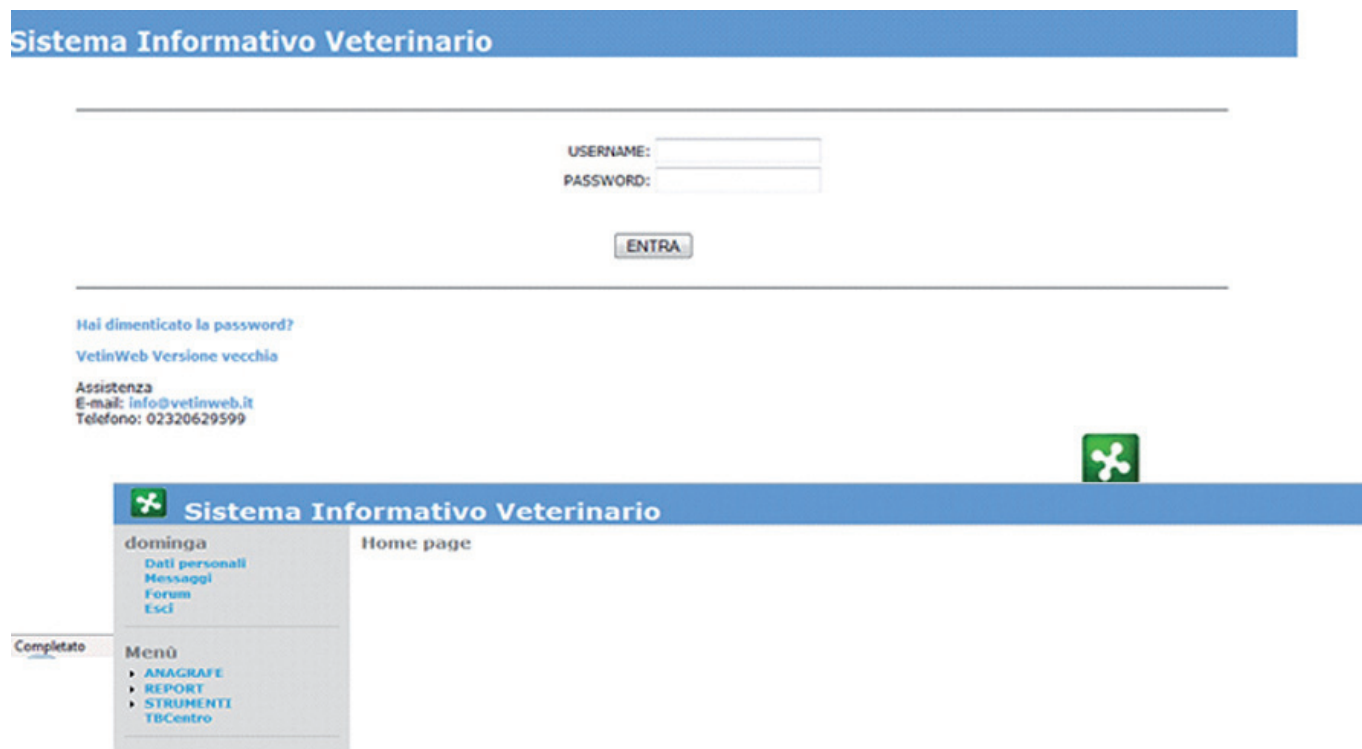 Sistema Informativo Veterinario
USERNAME:
PASSWORD:
ENTRA
Hai dimenticato la password?
VetinWeb Versione vecchia
Assistenza
E-mail: info@vetinweb.it
Telefono: 02320629599
Sistema Informativo Veterinario
dominga
Home page
Dati personali
Messaggi
Forum
Esci
Completato
Menù
ANAGRAFE
REPORT
STRUMENTI
TBCentro